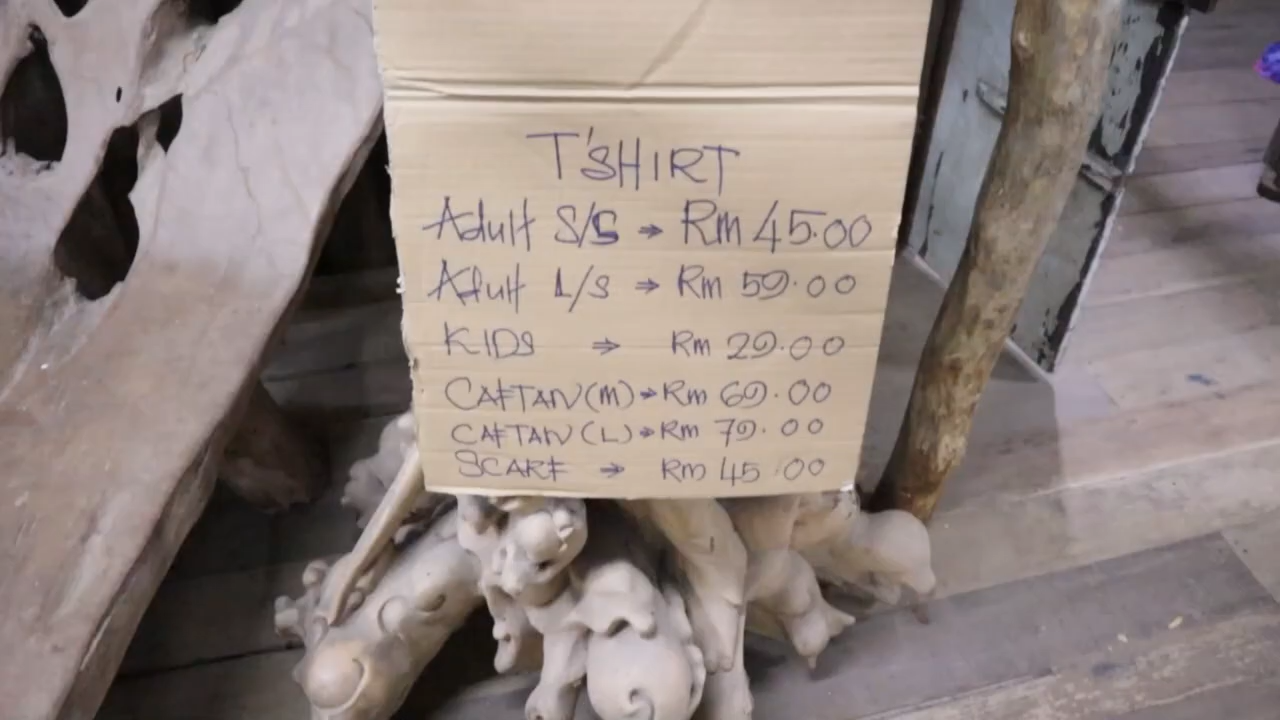 T'SHIRT
Adult S/S → Rm 45.00
Adult L/S ⇒ Rm 59.00
KIDS ⇒ Rm 29.00
CAFTAN (M) → Rm 69.00
CAFTAN (L) → Rm 79.00
SCARF ⇒ Rm 45.00